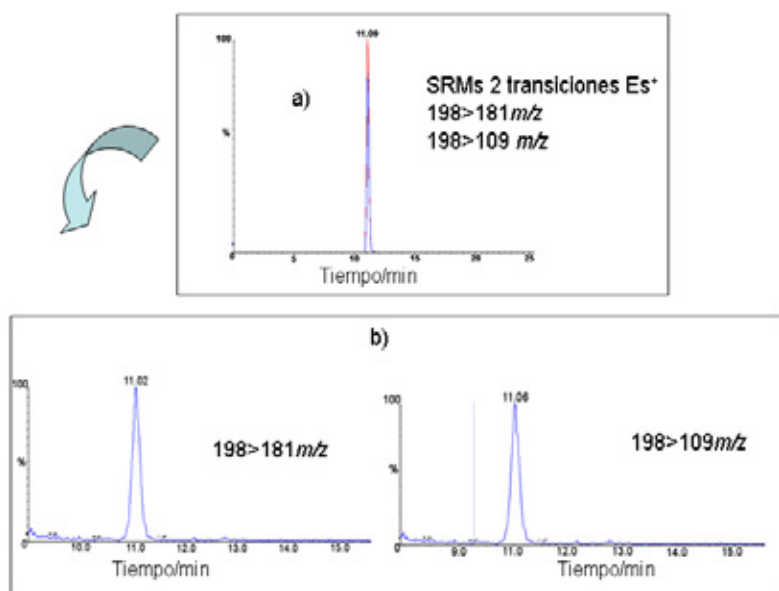 11.09
100
a)
%
SRMs 2 transiciones Es⁺
198>181m/z
198>109 m/z
0 5 10 15 20 25
Tiempo/min
b)
100
11.02
%
198>181m/z
0 10.0 11.0 12.0 13.0 14.0 15.0
Tiempo/min
100
11.06
%
198>109m/z
0 9.0 11.0 12.0 13.0 15.0
Tiempo/min